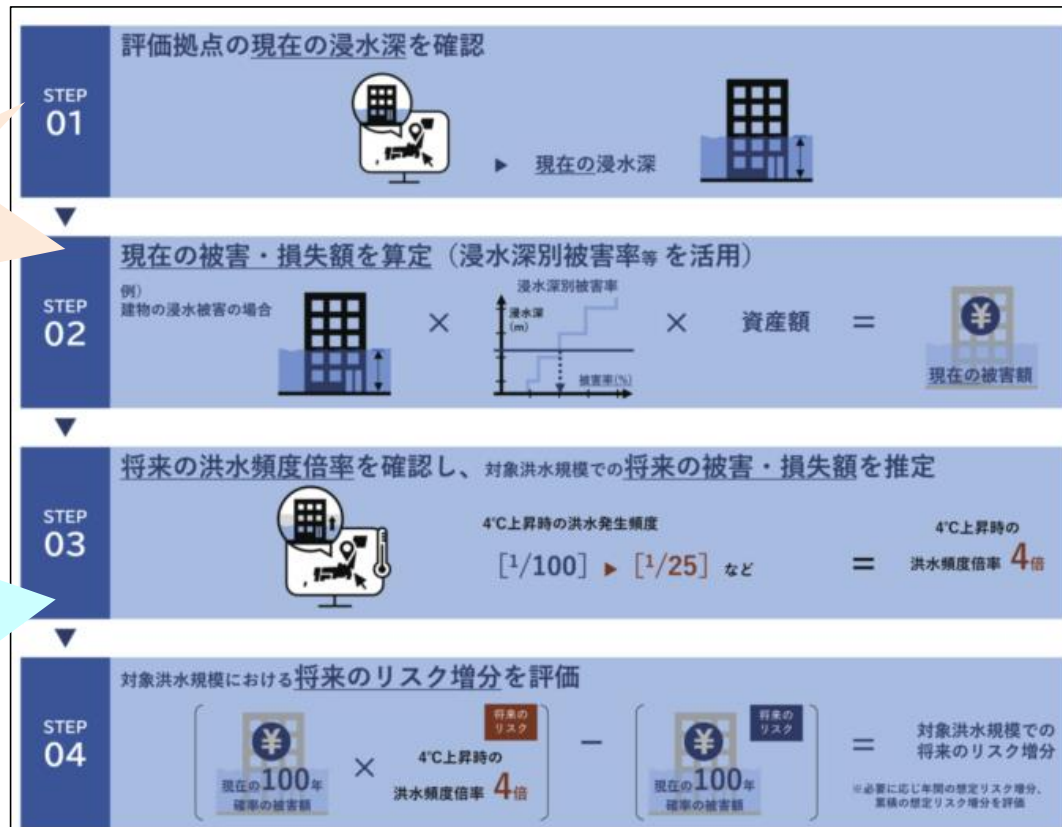 STEP
01
評価拠点の現在の浸水深を確認
▶ 現在の浸水深
STEP
02
現在の被害・損失額を算定（浸水深別被害率等 を活用）
例）
建物の浸水被害の場合
×
浸水深別被害率
浸水深
(m)
被害率(%)
× 資産額 =
¥
現在の被害額
STEP
03
将来の洪水頻度倍率を確認し、対象洪水規模での将来の被害・損失額を推定
4℃上昇時の洪水発生頻度
［1/100］ ▶ ［1/25］ など
=
4℃上昇時の
洪水頻度倍率 4倍
STEP
04
対象洪水規模における将来のリスク増分を評価
¥
現在の100年
確率の被害額
×
将来の
リスク
4℃上昇時の
洪水頻度倍率 4倍
−
¥
将来の
リスク
現在の100年
確率の被害額
=
対象洪水規模での
将来のリスク増分
※必要に応じ年間の想定リスク増分、
累積の想定リスク増分を評価